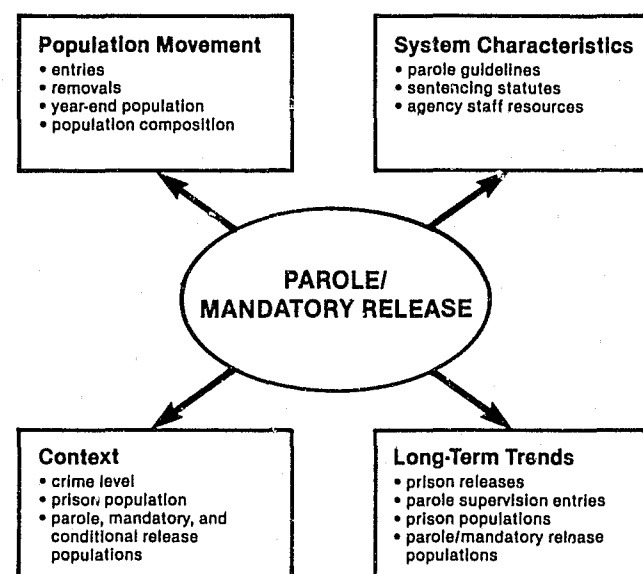 Population Movement
• entries
• removals
• year-end population
• population composition
System Characteristics
• parole guidelines
• sentencing statutes
• agency staff resources
PAROLE/
MANDATORY RELEASE
Context
• crime level
• prison population
• parole, mandatory, and
conditional release
populations
Long-Term Trends
• prison releases
• parole supervision entries
• prison populations
• parole/mandatory release
populations